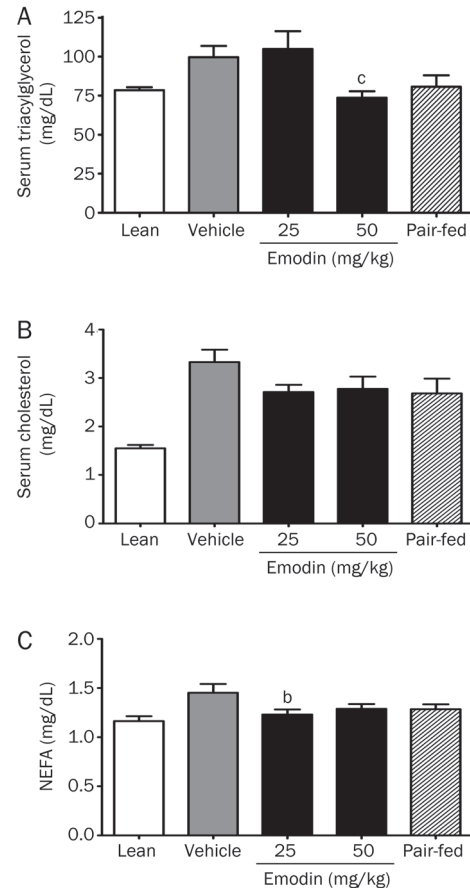 A
Serum triacylglycerol
(mg/dL)
125
100
75
50
25
0
c
Lean Vehicle 25 50 Pair-fed
Emodin (mg/kg)
B
Serum cholesterol
(mg/dL)
4
3
2
1
0
Lean Vehicle 25 50 Pair-fed
Emodin (mg/kg)
C
NEFA (mg/dL)
2.0
1.5
1.0
0.5
0.0
b
Lean Vehicle 25 50 Pair-fed
Emodin (mg/kg)